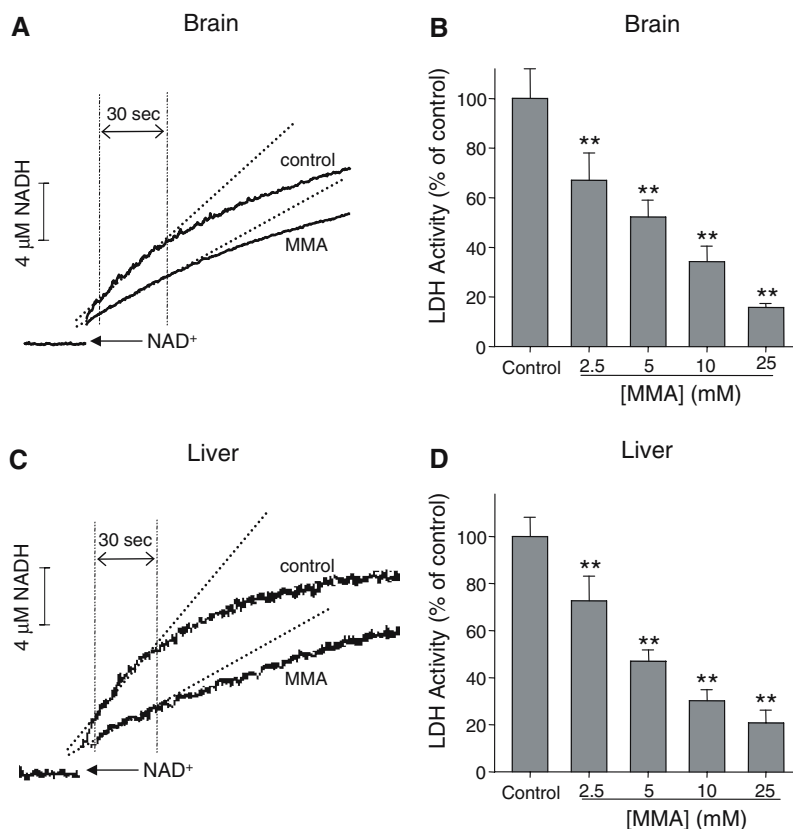 A
Brain
30 sec
control
4 μM NADH
MMA
NAD⁺
B
Brain
LDH Activity (% of control)
100
80
60
40
20
0
**
**
**
**
Control
2.5
5
10
25
[MMA] (mM)
C
Liver
30 sec
control
4 μM NADH
MMA
NAD⁺
D
Liver
LDH Activity (% of control)
100
80
60
40
20
0
**
**
**
**
Control
2.5
5
10
25
[MMA] (mM)